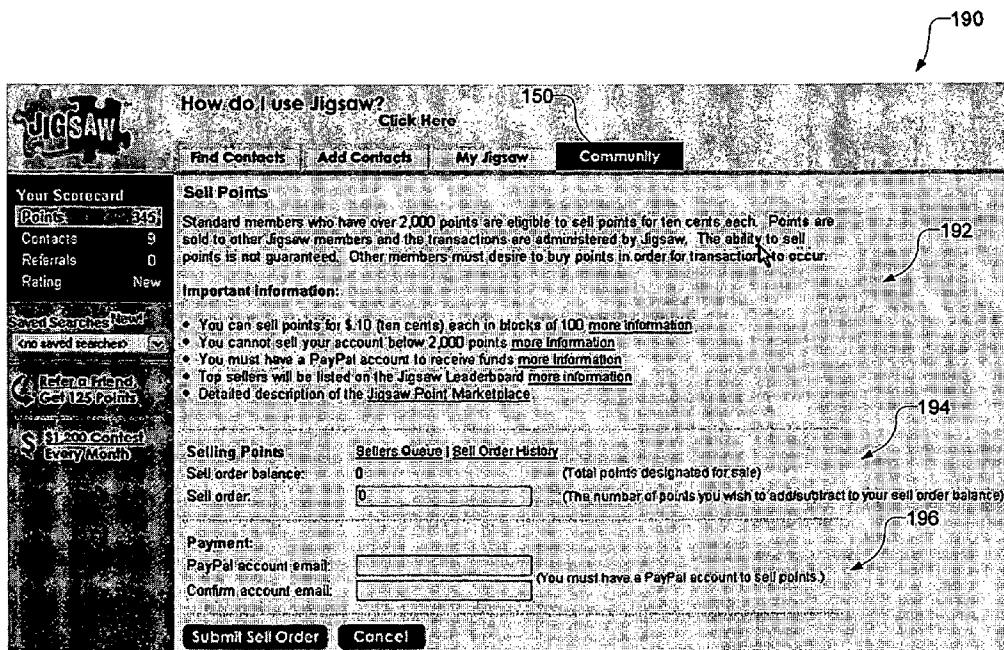 190
JIGSAW
How do I use Jigsaw?
Click Here
150
Find Contacts
Add Contacts
My Jigsaw
Community
Your Scorecard
Points 345
Contacts 9
Referrals 0
Rating New
Saved Searches New!
<no saved searches>
Refer a Friend
Get 125 Points
$1,200 Contest
Every Month
Sell Points
Standard members who have over 2,000 points are eligible to sell points for ten cents each. Points are
sold to other Jigsaw members and the transactions are administered by Jigsaw. The ability to sell
points is not guaranteed. Other members must desire to buy points in order for transactions to occur.
192
Important Information:
• You can sell points for $.10 (ten cents) each in blocks of 100 more information
• You cannot sell your account below 2,000 points more information
• You must have a PayPal account to receive funds more information
• Top sellers will be listed on the Jigsaw Leaderboard more information
• Detailed description of the Jigsaw Point Marketplace
194
Selling Points Sellers Queue | Sell Order History
Sell order balance: 0 (Total points designated for sale)
Sell order: 0 (The number of points you wish to add/subtract to your sell order balance)
196
Payment:
PayPal account email:
(You must have a PayPal account to sell points.)
Confirm account email:
Submit Sell Order
Cancel